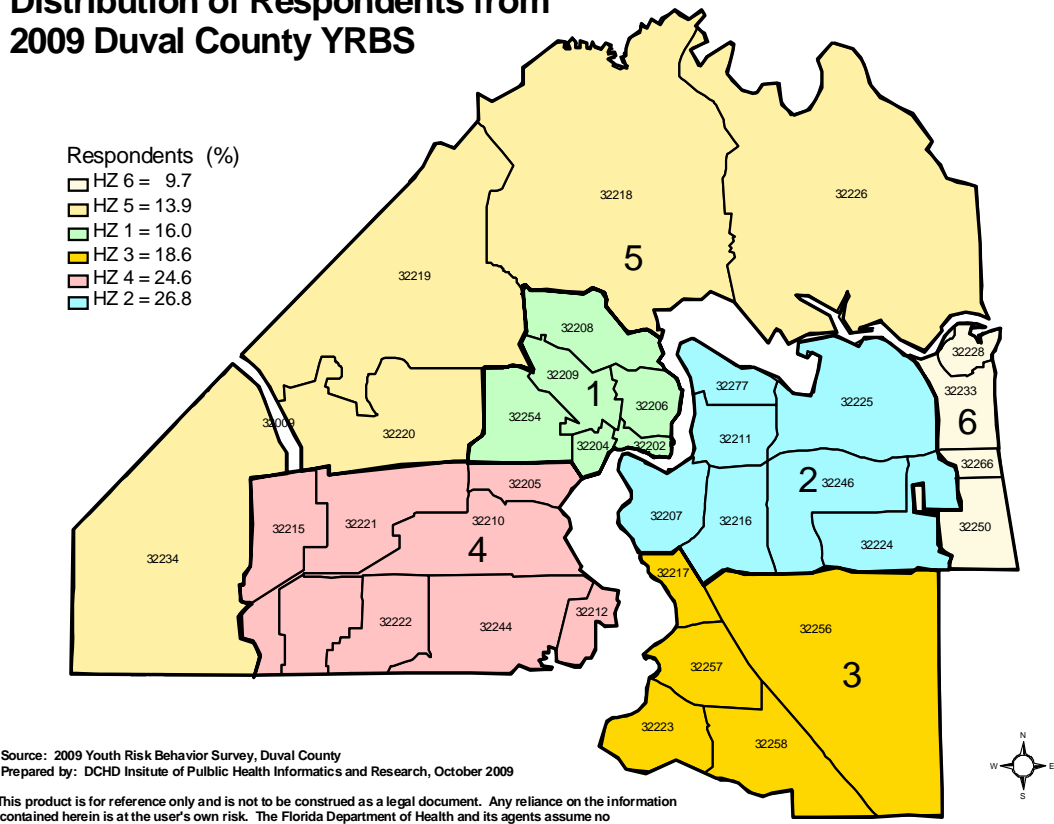 Distribution of Respondents from
2009 Duval County YRBS
Respondents (%)
HZ 6 = 9.7
HZ 5 = 13.9
HZ 1 = 16.0
HZ 3 = 18.6
HZ 4 = 24.6
HZ 2 = 26.8
32218
32226
5
32219
32208
32228
32209
32233
1
32277
32206
32225
32254
6
32009
32220
32204
32202
32211
32266
32205
2
32246
32215
32221
32210
32207
32216
32250
4
32224
32234
32217
32212
32222
32244
32256
32257
3
32223
32258
N
W
E
S
Source: 2009 Youth Risk Behavior Survey, Duval County
Prepared by: DCHD Insitute of Pulblic Health Informatics and Research, October 2009
This product is for reference only and is not to be construed as a legal document. Any reliance on the information
contained herein is at the user's own risk. The Florida Department of Health and its agents assume no